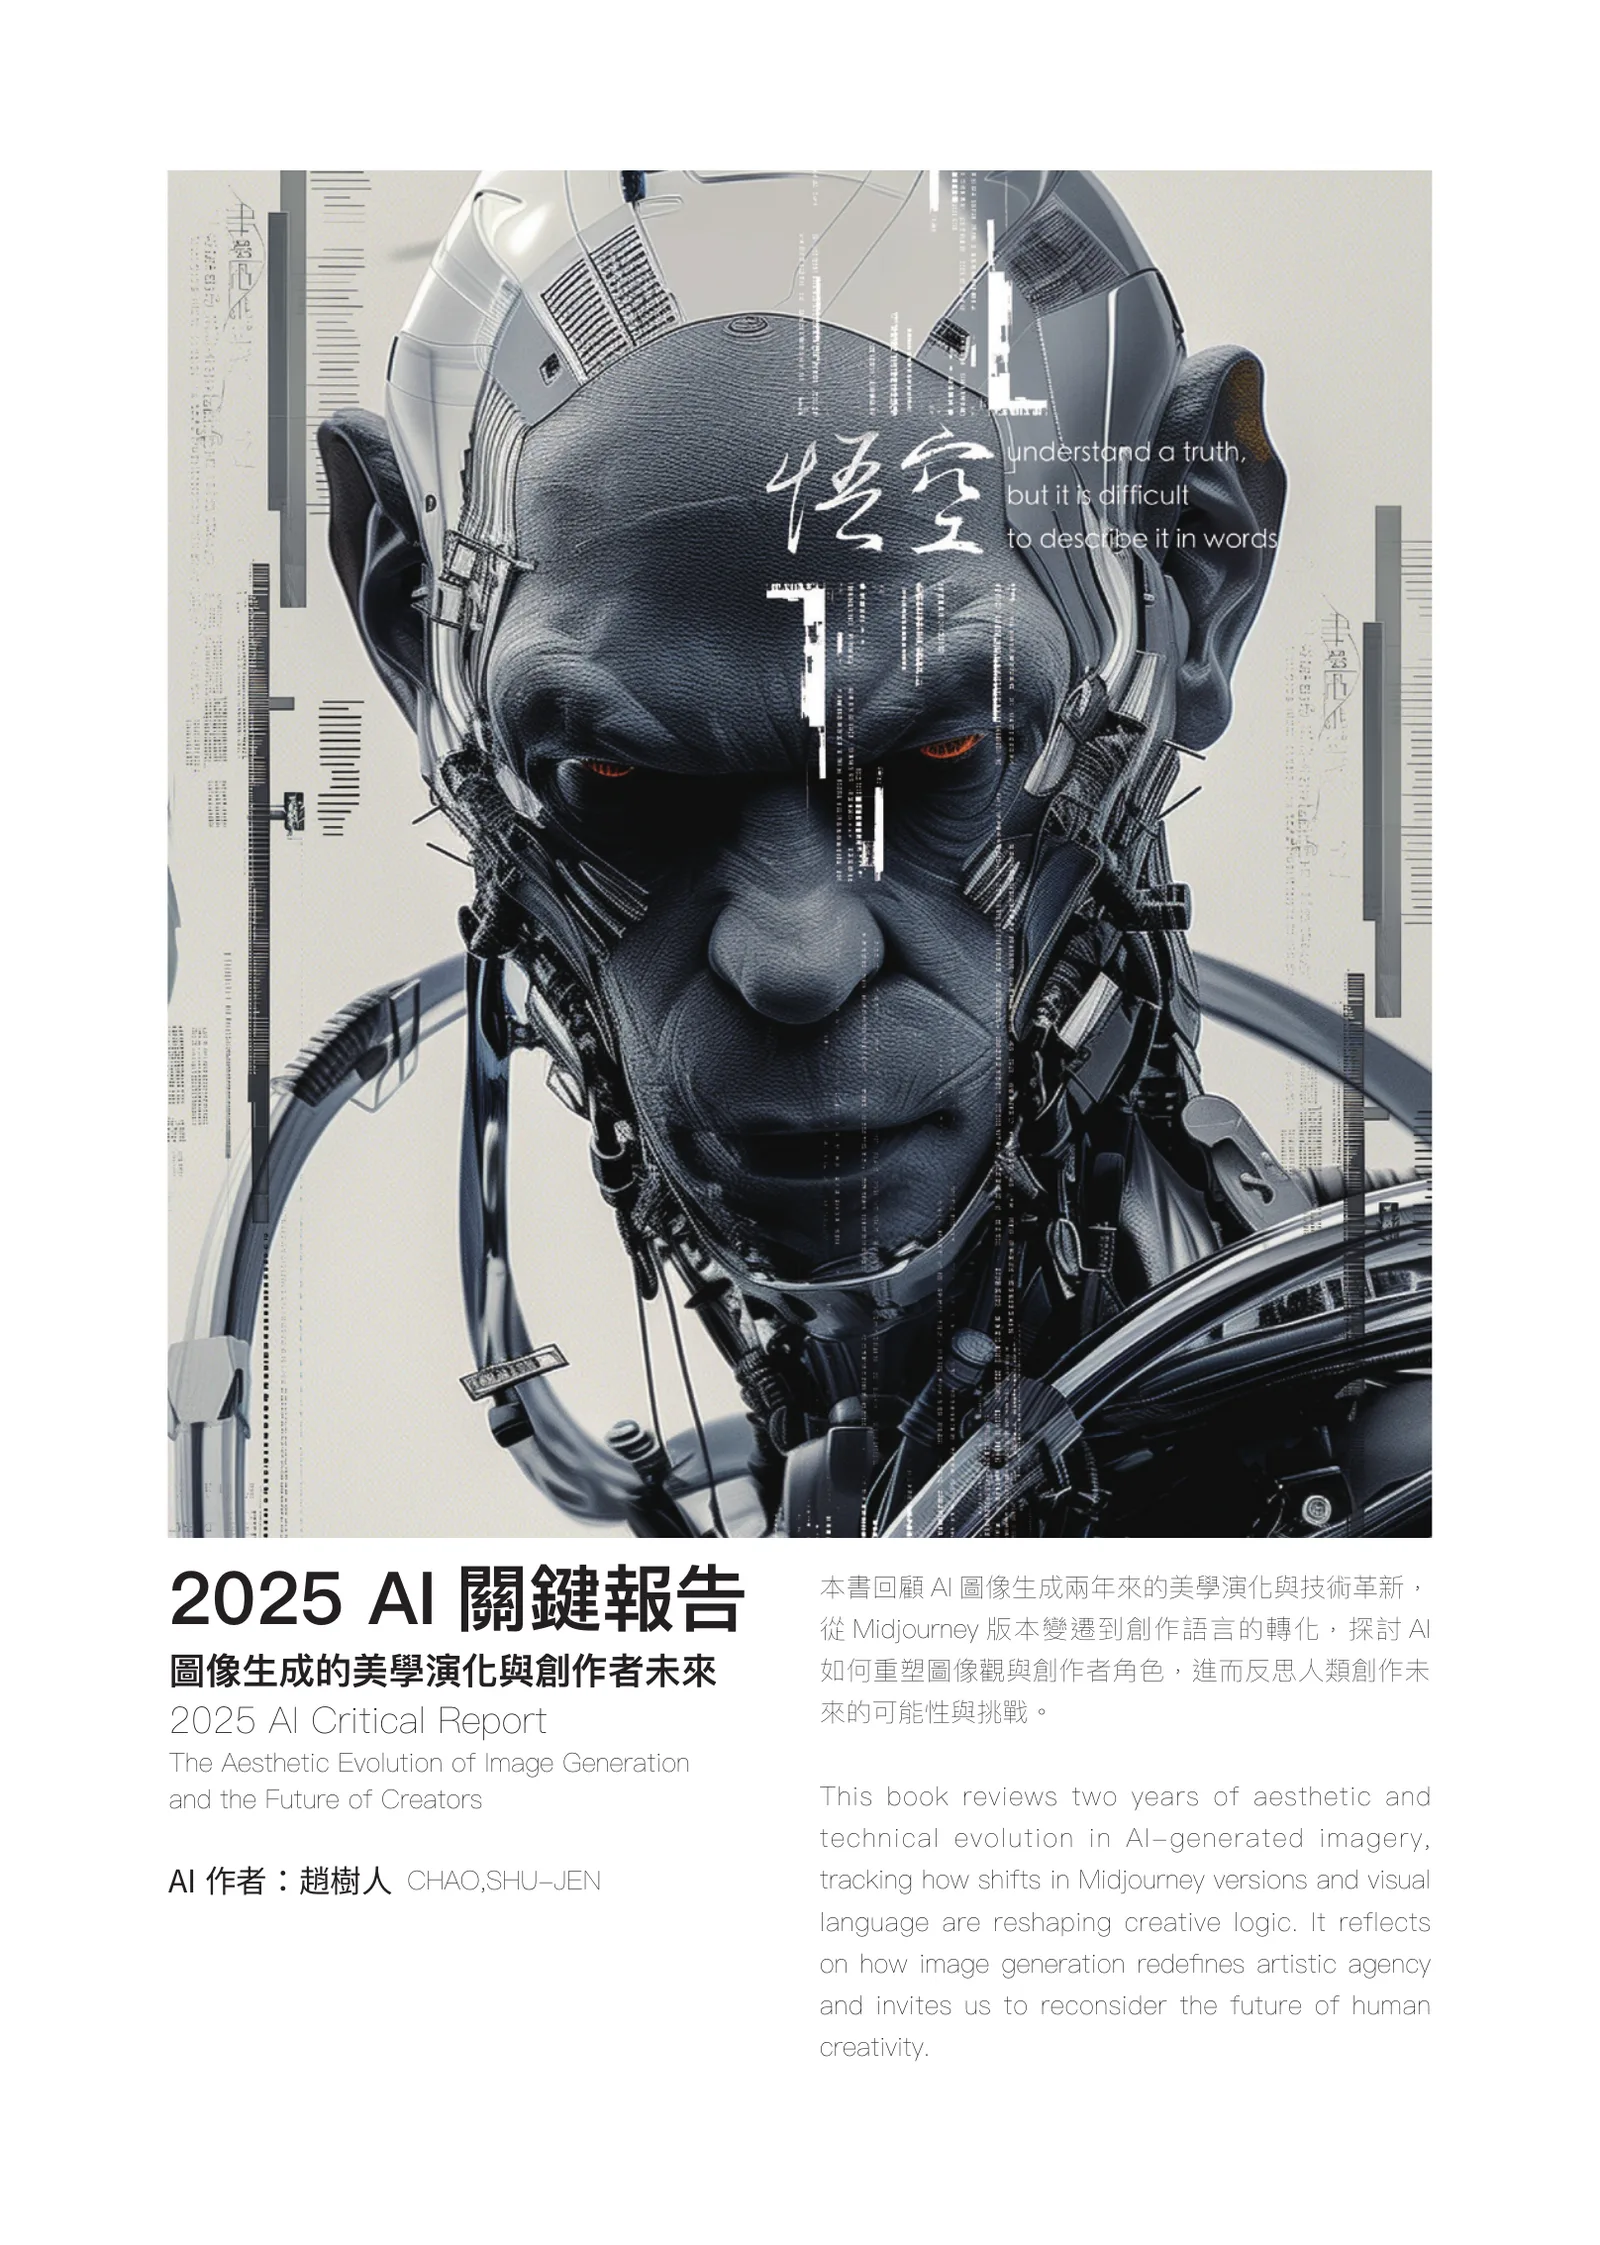 悟空
understand a truth,
but it is difficult
to describe it in words
2025 AI 關鍵報告
圖像生成的美學演化與創作者未來
2025 AI Critical Report
The Aesthetic Evolution of Image Generation
and the Future of Creators
AI 作者：趙樹人 CHAO,SHU-JEN
本書回顧 AI 圖像生成兩年來的美學演化與技術革新，
從 Midjourney 版本變遷到創作語言的轉化，探討 AI
如何重塑圖像觀與創作者角色，進而反思人類創作未
來的可能性與挑戰。
This book reviews two years of aesthetic and
technical evolution in AI-generated imagery,
tracking how shifts in Midjourney versions and visual
language are reshaping creative logic. It reflects
on how image generation redefines artistic agency
and invites us to reconsider the future of human
creativity.